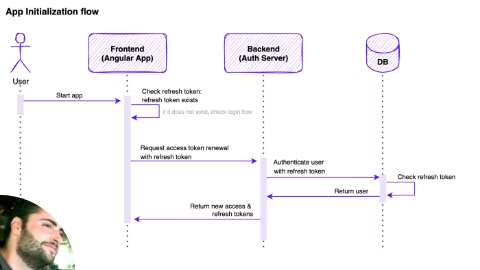 App Initialization flow
Frontend
(Angular App)
Backend
(Auth Server)
DB
User
Start app
Check refresh token:
refresh token exists
If it does not exist, check login flow
Request access token renewal
with refresh token
Authenticate user
with refresh token
Check refresh token
Return user
Return new access &
refresh tokens